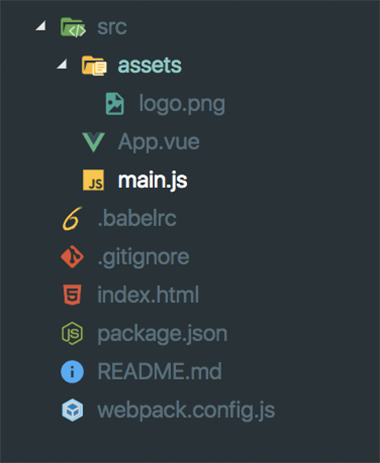 src
assets
logo.png
App.vue
JS main.js
.babelrc
.gitignore
index.html
package.json
README.md
webpack.config.js